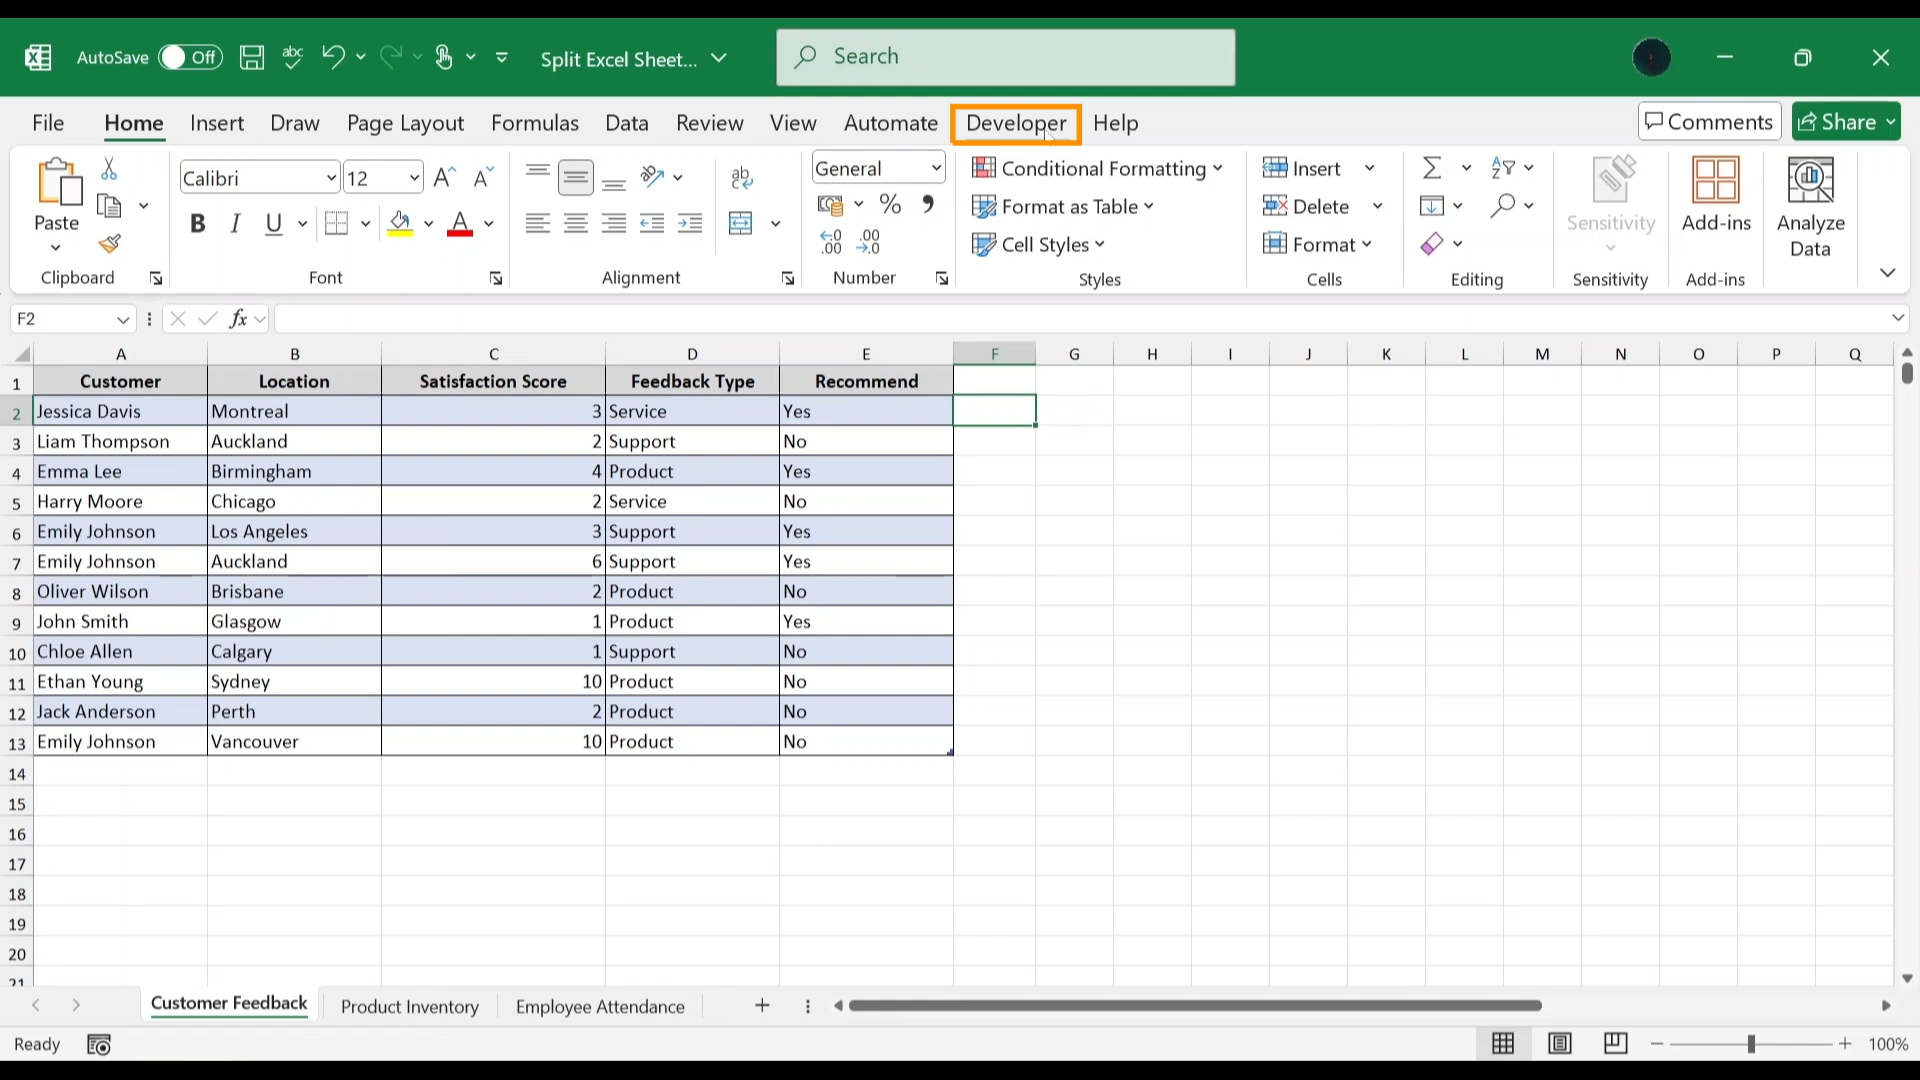 AutoSave Off abc Split Excel Sheet... Search
File Home Insert Draw Page Layout Formulas Data Review View Automate Developer Help Comments Share
Paste
Clipboard
Calibri 12
B I U A
Font
ab
Alignment
General
% 9
Number
Conditional Formatting
Format as Table
Cell Styles
Styles
Insert
Delete
Format
Cells
Editing
Sensitivity
Sensitivity
Add-ins
Add-ins
Analyze
Data
F2 fx
A B C D E F G H I J K L M N O P Q
1 Customer Location Satisfaction Score Feedback Type Recommend
2 Jessica Davis Montreal 3 Service Yes
3 Liam Thompson Auckland 2 Support No
4 Emma Lee Birmingham 4 Product Yes
5 Harry Moore Chicago 2 Service No
6 Emily Johnson Los Angeles 3 Support Yes
7 Emily Johnson Auckland 6 Support Yes
8 Oliver Wilson Brisbane 2 Product No
9 John Smith Glasgow 1 Product Yes
10 Chloe Allen Calgary 1 Support No
11 Ethan Young Sydney 10 Product No
12 Jack Anderson Perth 2 Product No
13 Emily Johnson Vancouver 10 Product No
14
15
16
17
18
19
20
21
Customer Feedback Product Inventory Employee Attendance
Ready 100%